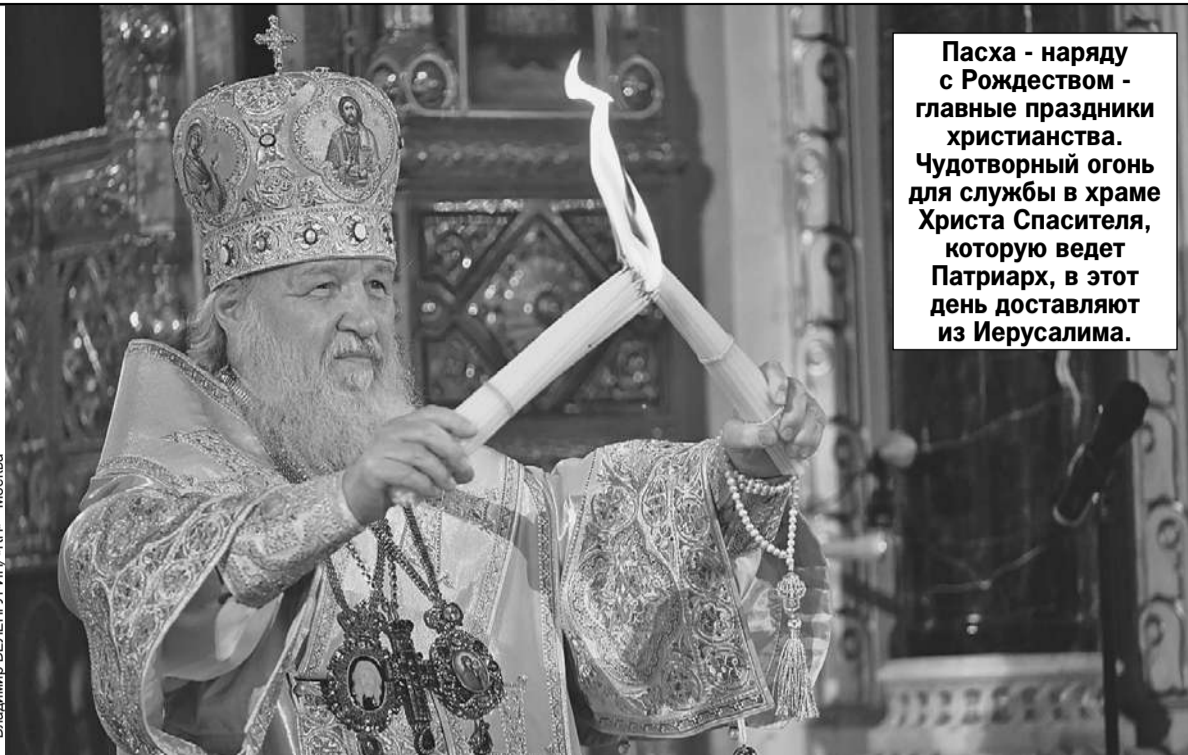 Пасха - наряду
с Рождеством -
главные праздники
христианства.
Чудотворный огонь
для службы в храме
Христа Спасителя,
которую ведет
Патриарх, в этот
день доставляют
из Иерусалима.